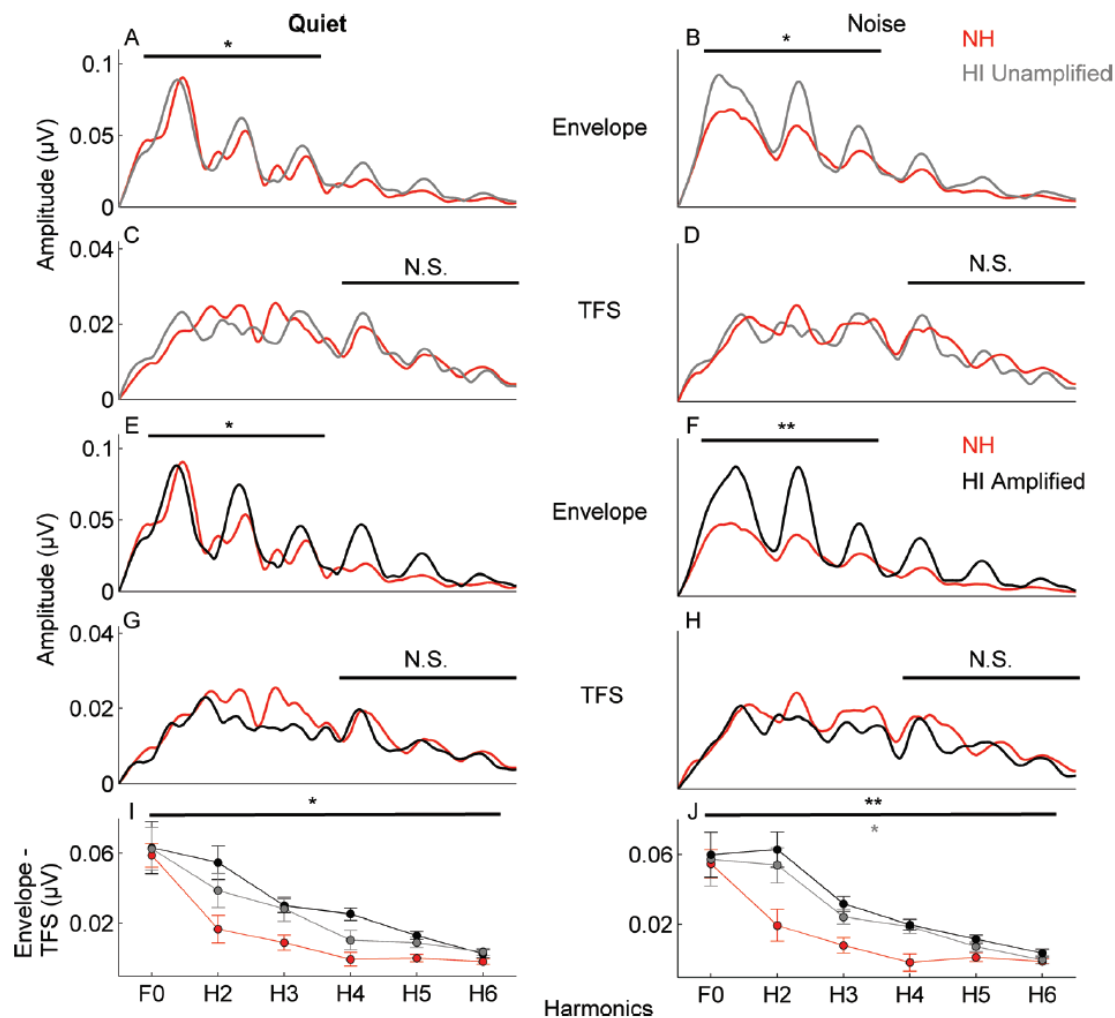 Quiet
Noise
A
*
B
*
NH
HI Unamplified
0.1
0.05
0
Amplitude (µV)
Envelope
C
D
0.04
0.02
0
N.S.
TFS
N.S.
E
*
F
**
NH
HI Amplified
0.1
0.05
0
Amplitude (µV)
Envelope
G
H
0.04
0.02
0
N.S.
TFS
N.S.
I
*
J
**
*
0.06
0.02
Envelope -
TFS (µV)
0.06
0.02
F0 H2 H3 H4 H5 H6
F0 H2 H3 H4 H5 H6
Harmonics